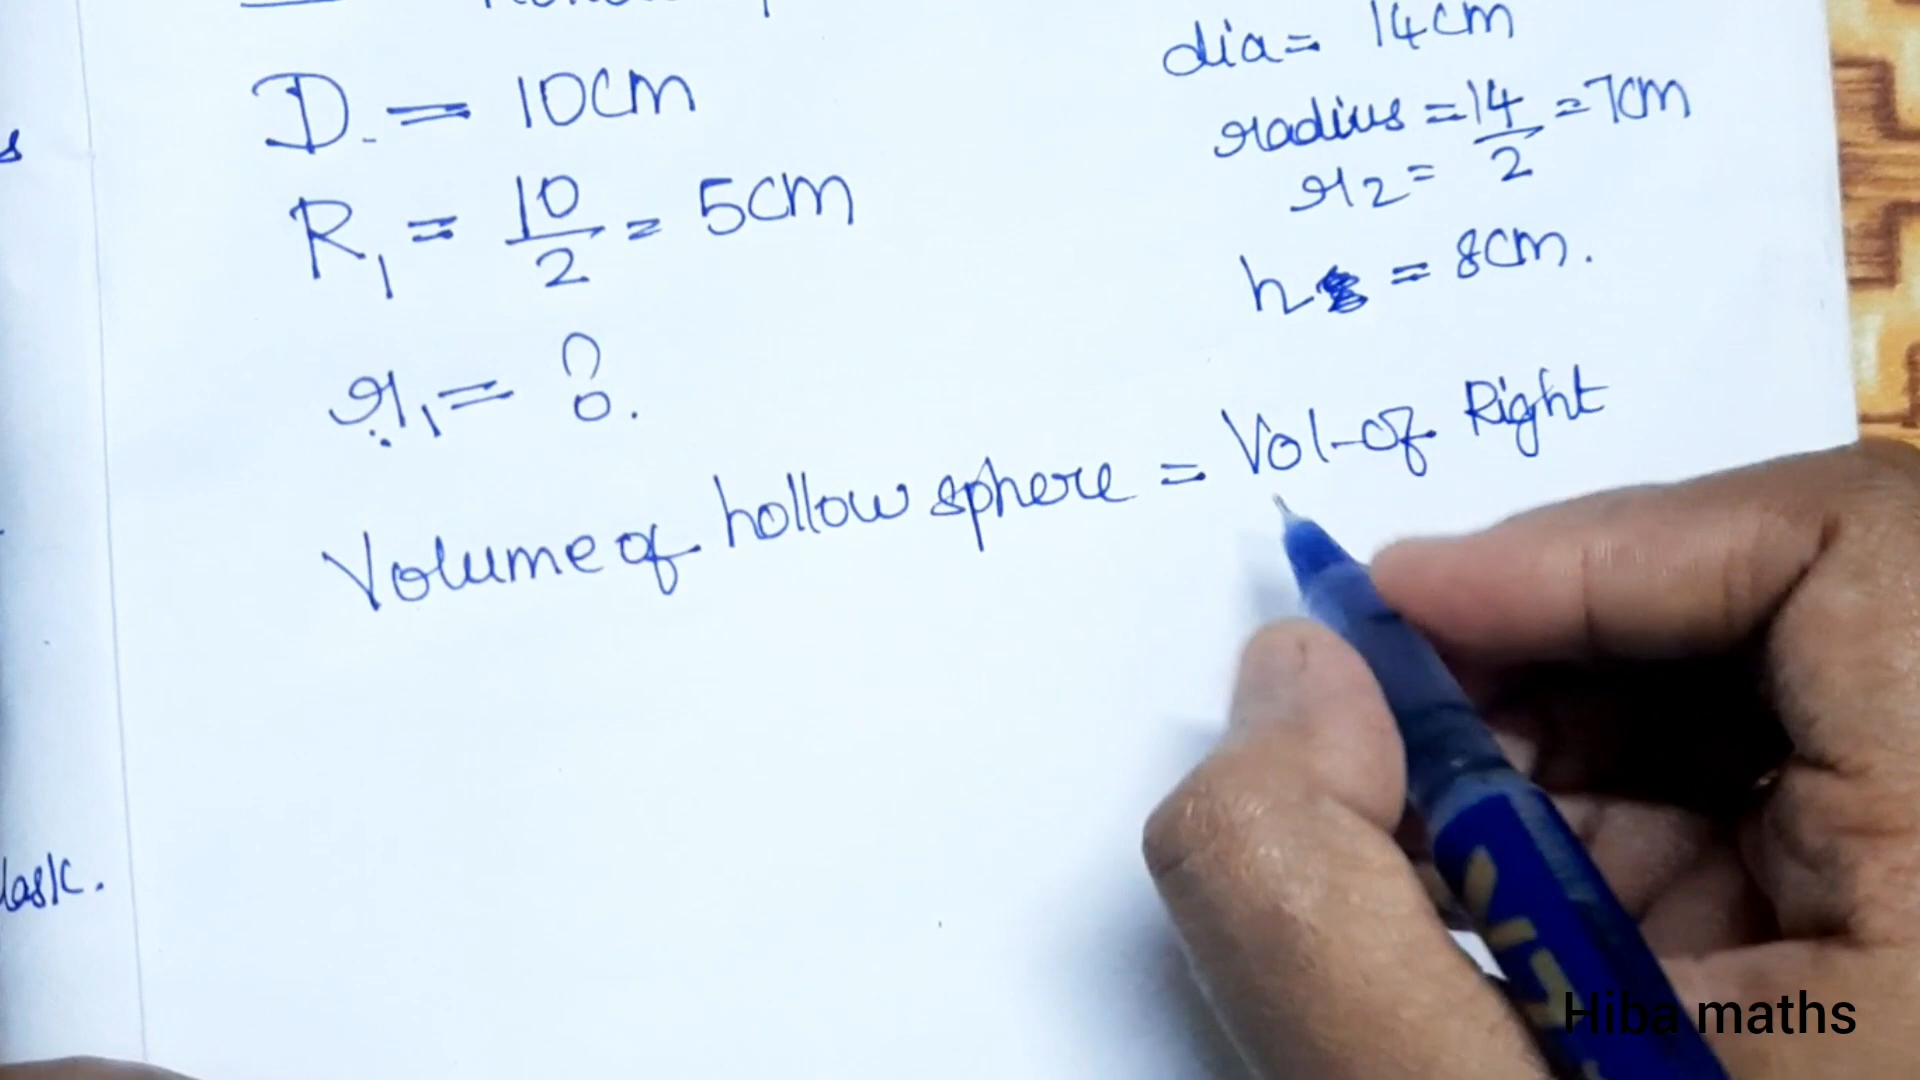 D = 10cm
R1 = 10/2 = 5cm
r1 = ?
dia = 14cm
radius = 14/2 = 7cm
r2 =
h = 8cm.
Volume of hollow sphere = Vol-of Right
Hiba maths